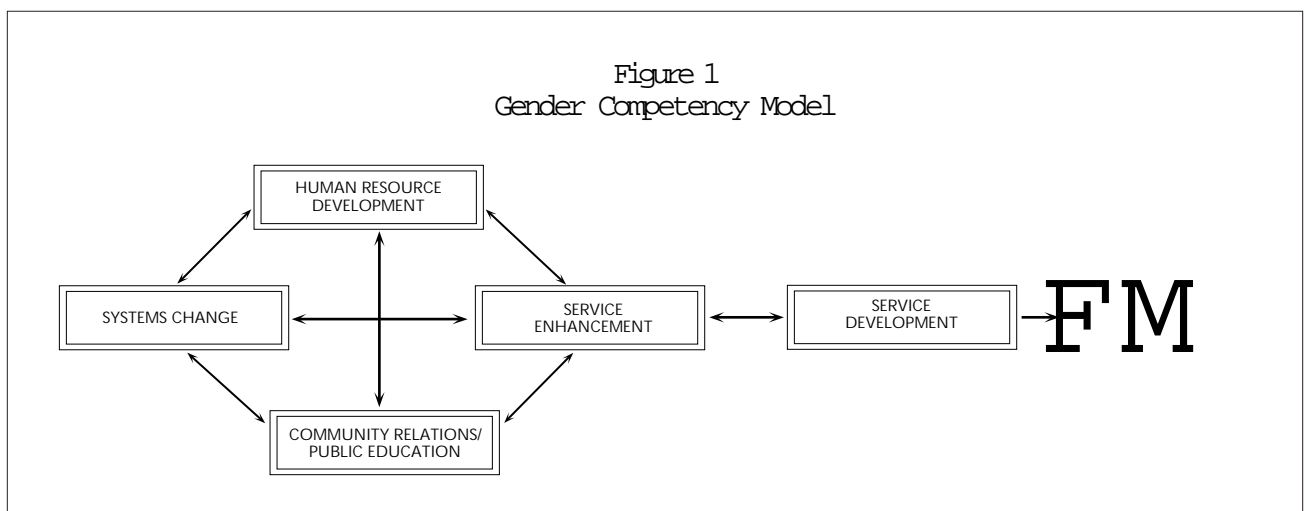 Figure 1
Gender Competency Model
HUMAN RESOURCE
DEVELOPMENT
SYSTEMS CHANGE
SERVICE
ENHANCEMENT
SERVICE
DEVELOPMENT
FM
COMMUNITY RELATIONS/
PUBLIC EDUCATION